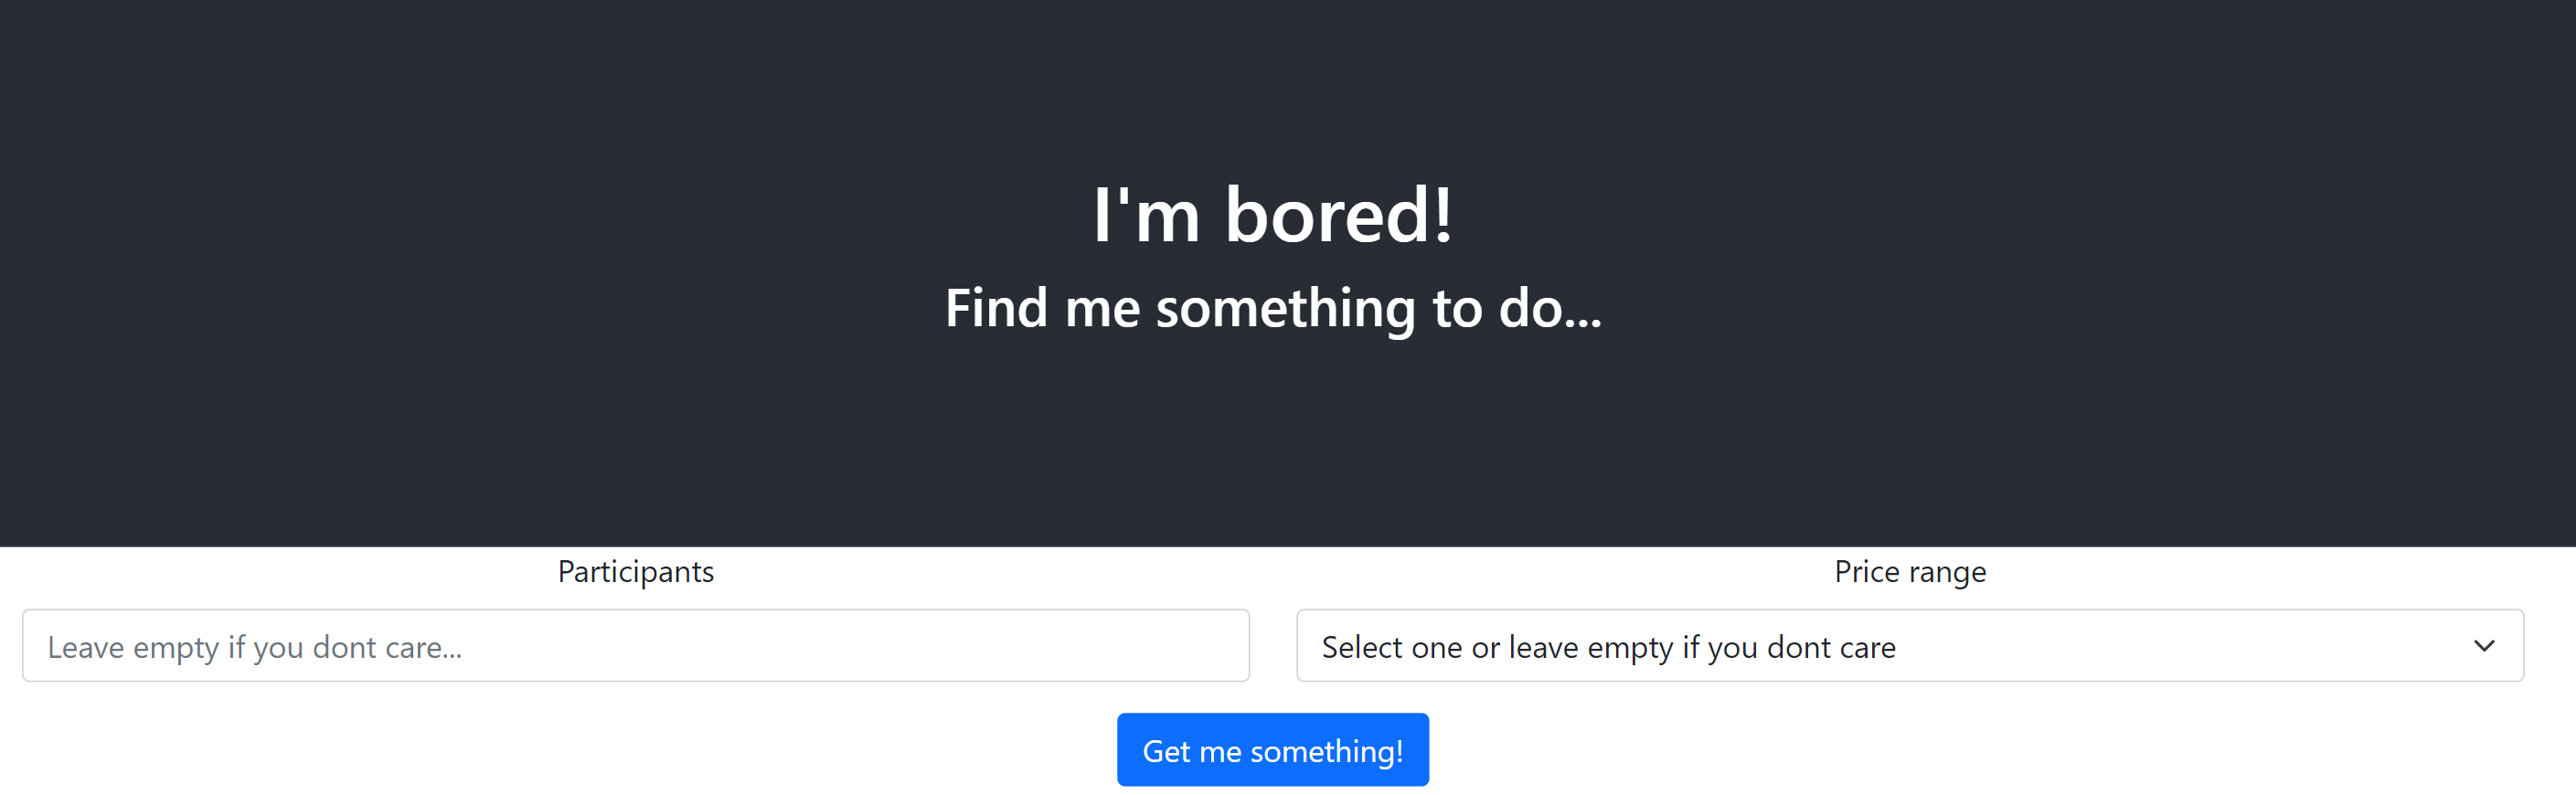 I'm bored!
Find me something to do...
Participants
Price range
Leave empty if you dont care...
Select one or leave empty if you dont care
Get me something!